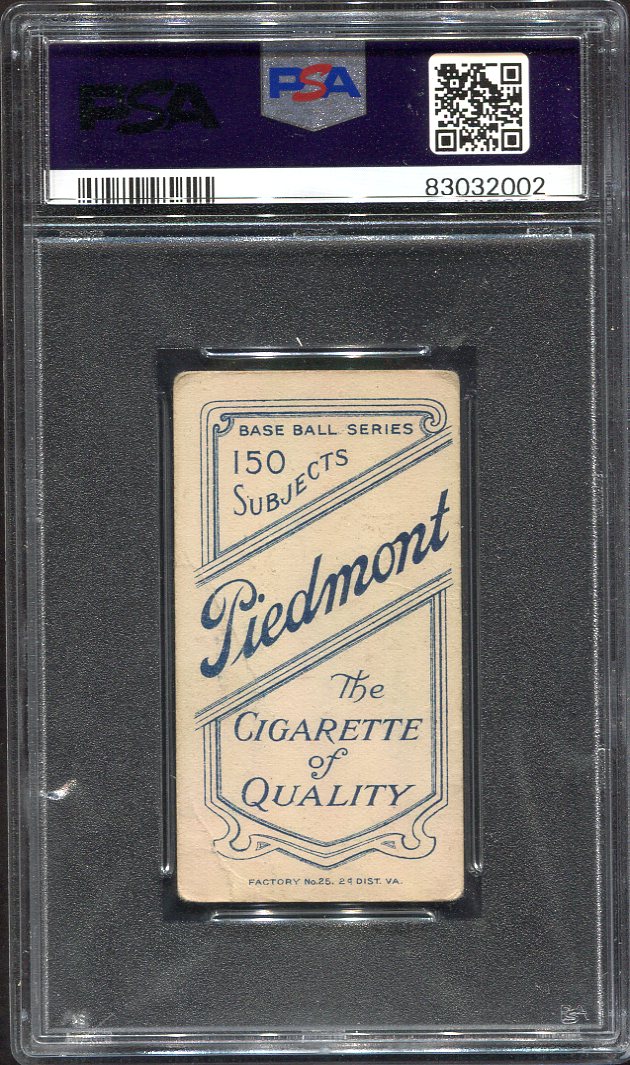 PSA
PSA
83032002
BASE BALL SERIES
150
SUBJECTS
Piedmont
The
CIGARETTE
of
QUALITY
FACTORY No. 25. 2d DIST. VA.
PSA